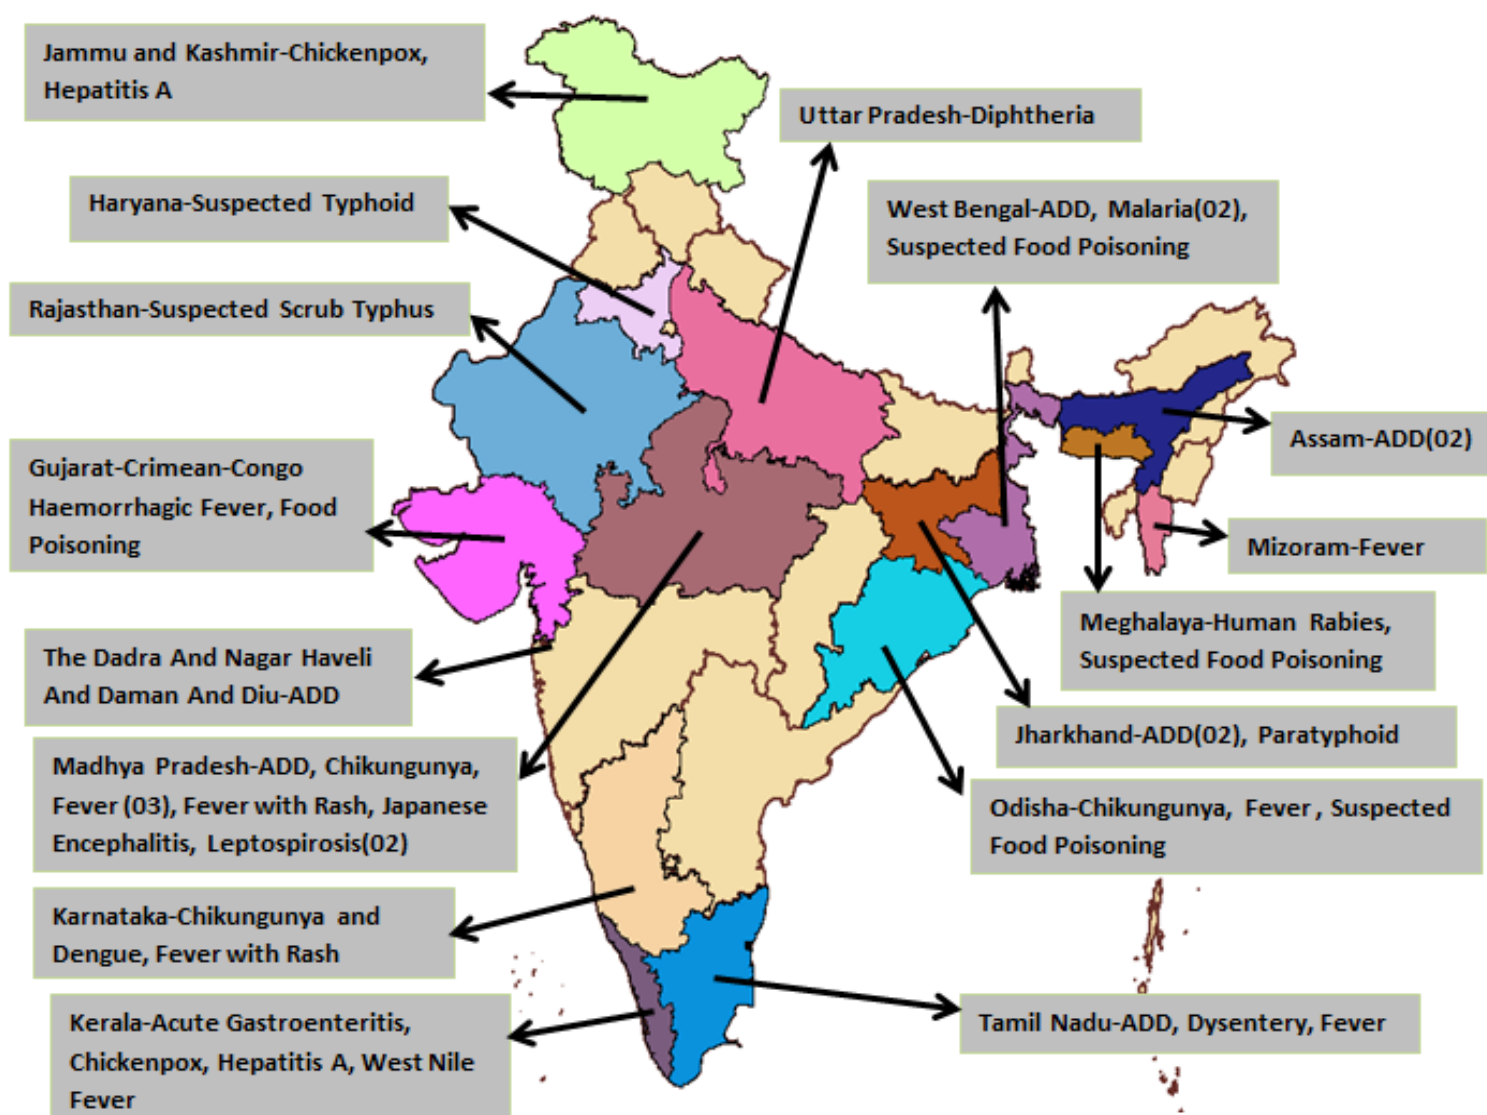 Jammu and Kashmir-Chickenpox,
Hepatitis A
Uttar Pradesh-Diphtheria
Haryana-Suspected Typhoid
West Bengal-ADD, Malaria(02),
Suspected Food Poisoning
Rajasthan-Suspected Scrub Typhus
Assam-ADD(02)
Gujarat-Crimean-Congo
Haemorrhagic Fever, Food
Poisoning
Mizoram-Fever
Meghalaya-Human Rabies,
Suspected Food Poisoning
The Dadra And Nagar Haveli
And Daman And Diu-ADD
Jharkhand-ADD(02), Paratyphoid
Madhya Pradesh-ADD, Chikungunya,
Fever (03), Fever with Rash, Japanese
Encephalitis, Leptospirosis(02)
Odisha-Chikungunya, Fever , Suspected
Food Poisoning
Karnataka-Chikungunya and
Dengue, Fever with Rash
Kerala-Acute Gastroenteritis,
Chickenpox, Hepatitis A, West Nile
Fever
Tamil Nadu-ADD, Dysentery, Fever